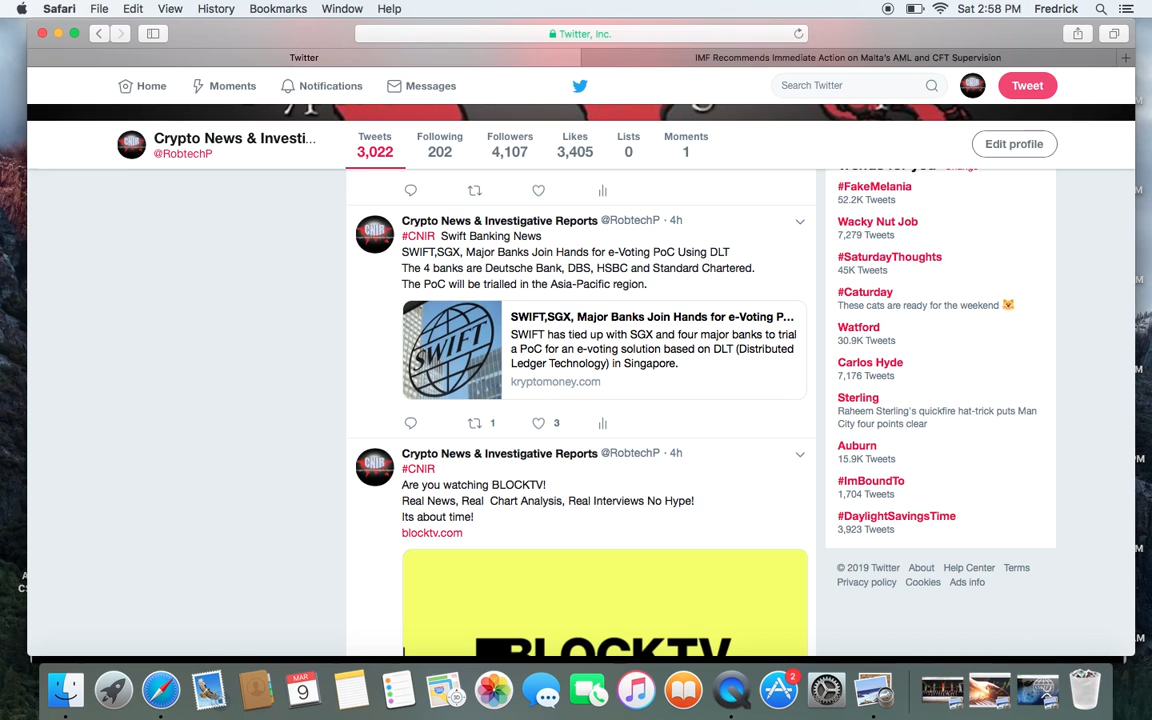 Safari File Edit View History Bookmarks Window Help Sat 2:58 PM Fredrick
Twitter, Inc.
Twitter IMF Recommends Immediate Action on Malta's AML and CFT Supervision
Home Moments Notifications Messages Search Twitter Tweet
Crypto News & Investi...
@RobtechP
Tweets Following Followers Likes Lists Moments
3,022 202 4,107 3,405 0 1
Edit profile
Crypto News & Investigative Reports @RobtechP · 4h
#CNIR Swift Banking News
SWIFT,SGX, Major Banks Join Hands for e-Voting PoC Using DLT
The 4 banks are Deutsche Bank, DBS, HSBC and Standard Chartered.
The PoC will be trialled in the Asia-Pacific region.
SWIFT
SWIFT,SGX, Major Banks Join Hands for e-Voting P...
SWIFT has tied up with SGX and four major banks to trial
a PoC for an e-voting solution based on DLT (Distributed
Ledger Technology) in Singapore.
kryptomoney.com
1 3
CNIR
Crypto News & Investigative Reports @RobtechP · 4h
#CNIR
Are you watching BLOCKTV!
Real News, Real Chart Analysis, Real Interviews No Hype!
Its about time!
blocktv.com
BLOCKTV
#FakeMelania
52.2K Tweets
Wacky Nut Job
7,279 Tweets
#SaturdayThoughts
45K Tweets
#Caturday
These cats are ready for the weekend
Watford
30.9K Tweets
Carlos Hyde
7,176 Tweets
Sterling
Raheem Sterling's quickfire hat-trick puts Man
City four points clear
Auburn
15.9K Tweets
#ImBoundTo
1,704 Tweets
#DaylightSavingsTime
3,923 Tweets
© 2019 Twitter About Help Center Terms
Privacy policy Cookies Ads info
MAR
9
2